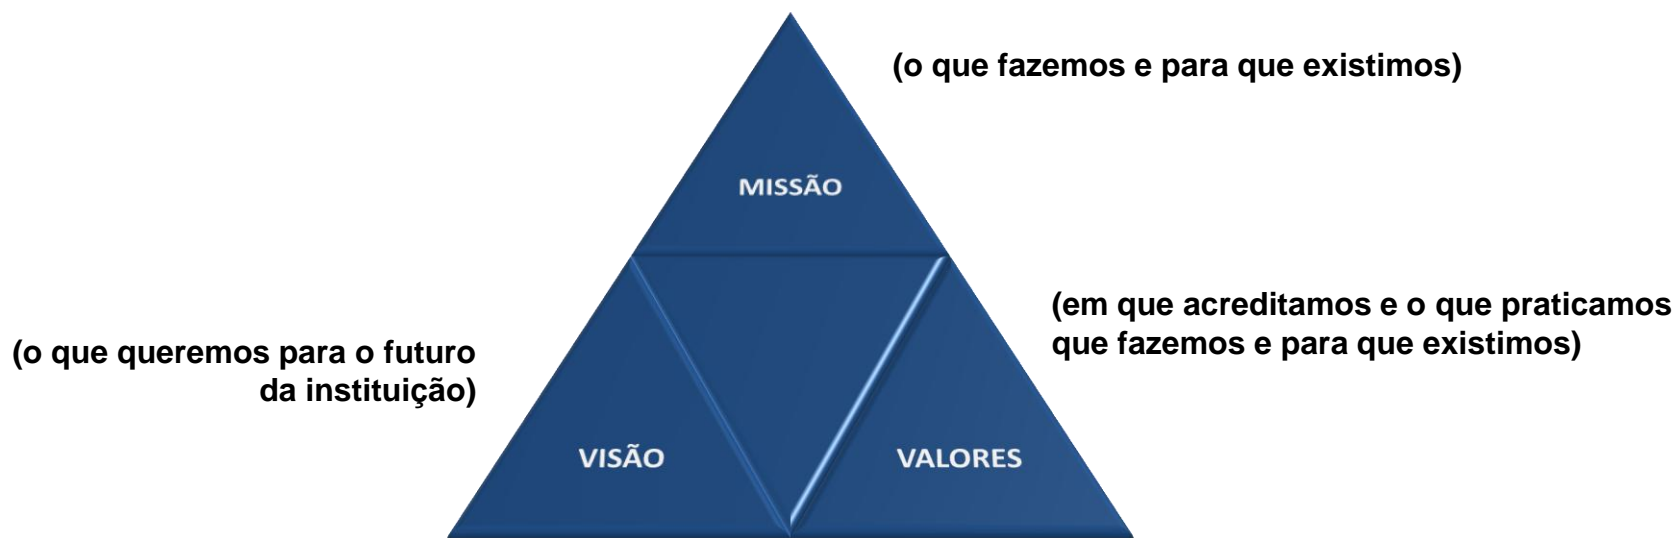 (o que fazemos e para que existimos)
MISSÃO
(em que acreditamos e o que praticamos
que fazemos e para que existimos)
(o que queremos para o futuro
da instituição)
VISÃO
VALORES